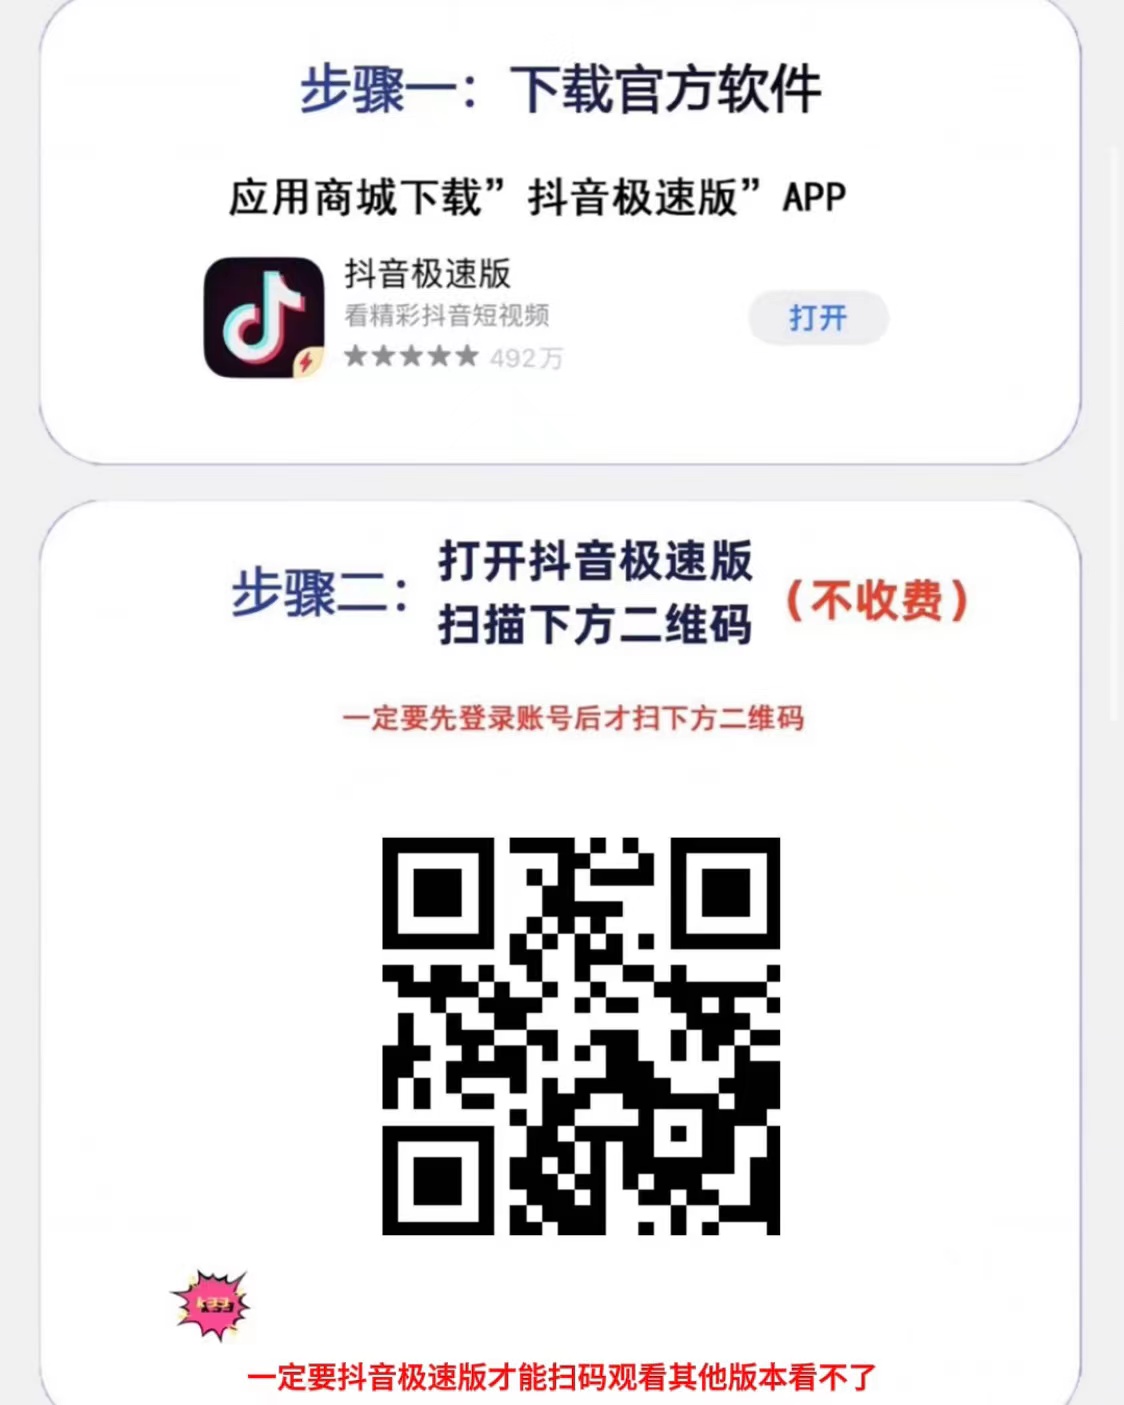 步骤一：下载官方软件
应用商城下载”抖音极速版”APP
抖音极速版
看精彩抖音短视频
★★★★★ 492万
打开
步骤二：
打开抖音极速版
扫描下方二维码
（不收费）
一定要先登录账号后才扫下方二维码
一定要抖音极速版才能扫码观看其他版本看不了